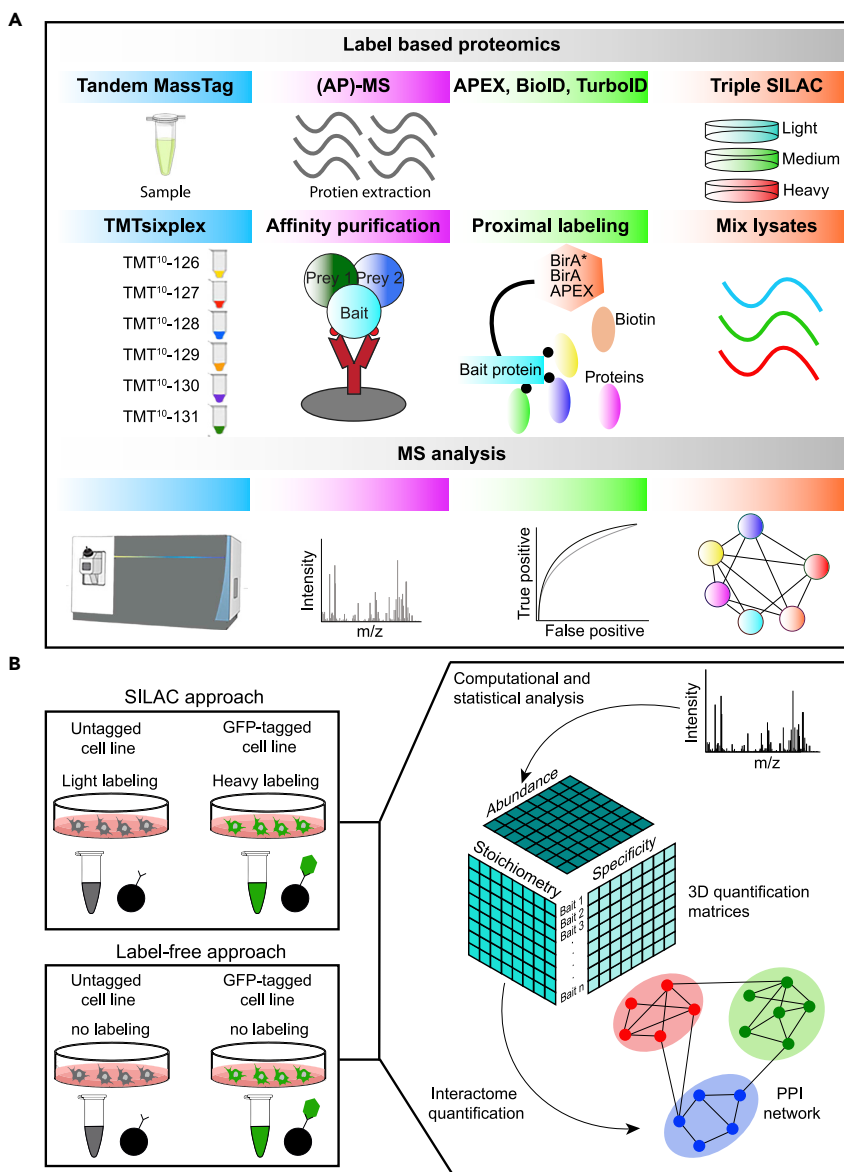 A
Label based proteomics
Tandem MassTag
(AP)-MS
APEX, BioID, TurboID
Triple SILAC
Sample
Protien extraction
Light
Medium
Heavy
TMTsixplex
Affinity purification
Proximal labeling
Mix lysates
TMT¹⁰-126
TMT¹⁰-127
TMT¹⁰-128
TMT¹⁰-129
TMT¹⁰-130
TMT¹⁰-131
Prey 1
Prey 2
Bait
BirA*
BirA
APEX
Biotin
Bait protein
Proteins
MS analysis
Intensity
m/z
True positive
False positive
B
SILAC approach
Untagged
cell line
GFP-tagged
cell line
Light labeling
Heavy labeling
Label-free approach
Untagged
cell line
GFP-tagged
cell line
no labeling
no labeling
Computational and
statistical analysis
Intensity
m/z
Abundance
Stoichiometry
Specificity
Bait 1
Bait 2
Bait 3
.
.
.
.
Bait n
3D quantification
matrices
Interactome
quantification
PPI
network